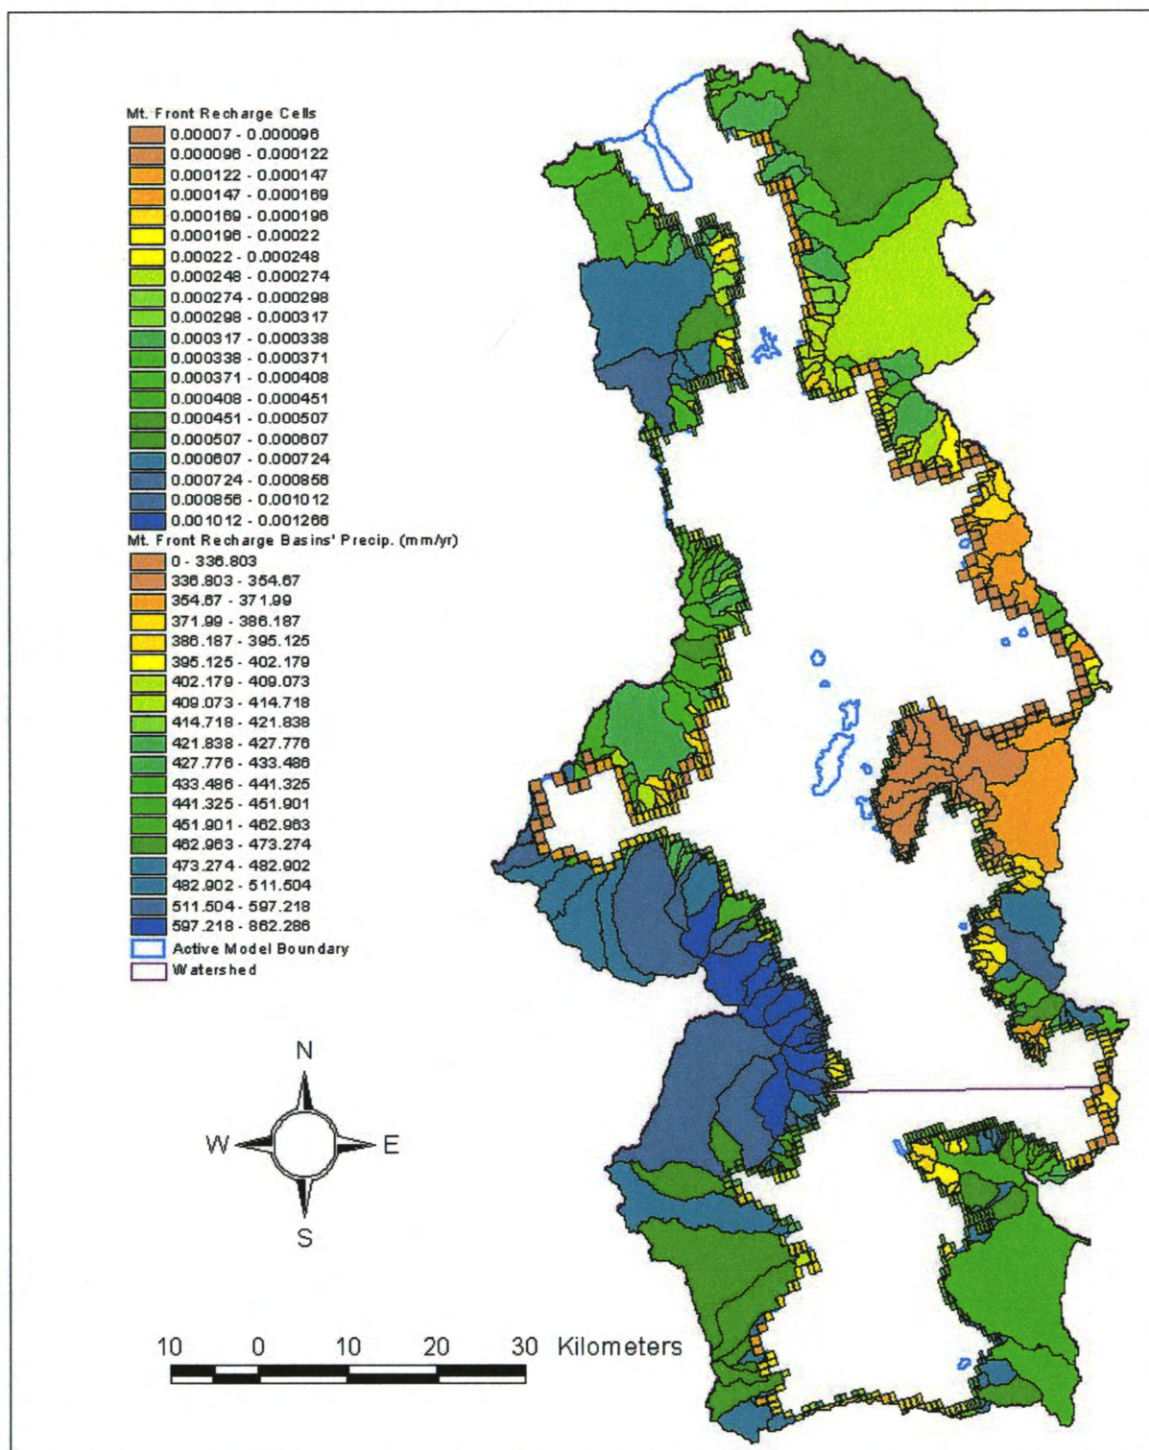 Mt. Front Recharge Cells
0.00007 - 0.000096
0.000096 - 0.000122
0.000122 - 0.000147
0.000147 - 0.000169
0.000169 - 0.000196
0.000196 - 0.00022
0.00022 - 0.000248
0.000248 - 0.000274
0.000274 - 0.000298
0.000298 - 0.000317
0.000317 - 0.000338
0.000338 - 0.000371
0.000371 - 0.000408
0.000408 - 0.000451
0.000451 - 0.000507
0.000507 - 0.000607
0.000607 - 0.000724
0.000724 - 0.000856
0.000856 - 0.001012
0.001012 - 0.001266
Mt. Front Recharge Basins' Precip. (mm/yr)
0 - 336.803
336.803 - 354.67
354.67 - 371.99
371.99 - 386.187
386.187 - 395.125
395.125 - 402.179
402.179 - 409.073
409.073 - 414.718
414.718 - 421.838
421.838 - 427.776
427.776 - 433.486
433.486 - 441.325
441.325 - 451.901
451.901 - 462.963
462.963 - 473.274
473.274 - 482.902
482.902 - 511.504
511.504 - 597.218
597.218 - 862.286
Active Model Boundary
Watershed
N
W E
S
10 0 10 20 30 Kilometers